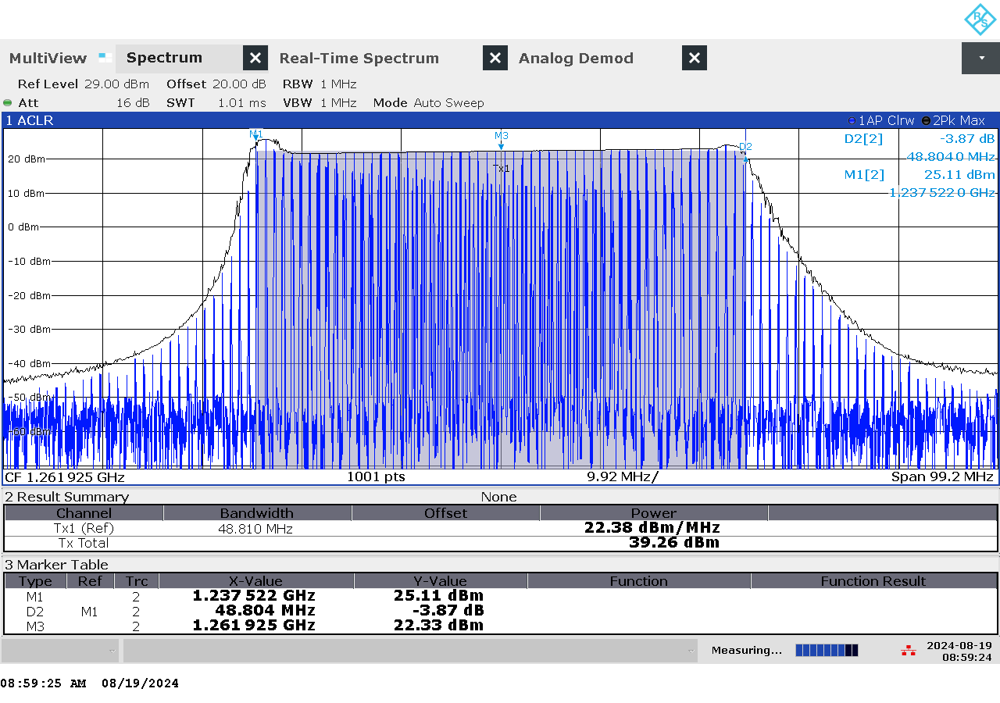 R/S
MultiView Spectrum Real-Time Spectrum Analog Demod
Ref Level 29.00 dBm Offset 20.00 dB RBW 1 MHz
Att 16 dB SWT 1.01 ms VBW 1 MHz Mode Auto Sweep
1 ACLR 1AP Clrw 2Pk Max
M1 M3 D2 D2[2] -3.87 dB
48.804 0 MHz
20 dBm Tx1 M1[2] 25.11 dBm
10 dBm 1.237 522 0 GHz
0 dBm
-10 dBm
-20 dBm
-30 dBm
-40 dBm
-50 dBm
-60 dBm
CF 1.261 925 GHz 1001 pts 9.92 MHz/ Span 99.2 MHz
2 Result Summary None
Channel Bandwidth Offset Power
Tx1 (Ref) 48.810 MHz 22.38 dBm/MHz
Tx Total 39.26 dBm
3 Marker Table
Type Ref Trc X-Value Y-Value Function Function Result
M1 2 1.237 522 GHz 25.11 dBm
D2 M1 2 48.804 MHz -3.87 dB
M3 2 1.261 925 GHz 22.33 dBm
Measuring... 2024-08-19
08:59:24
08:59:25 AM 08/19/2024